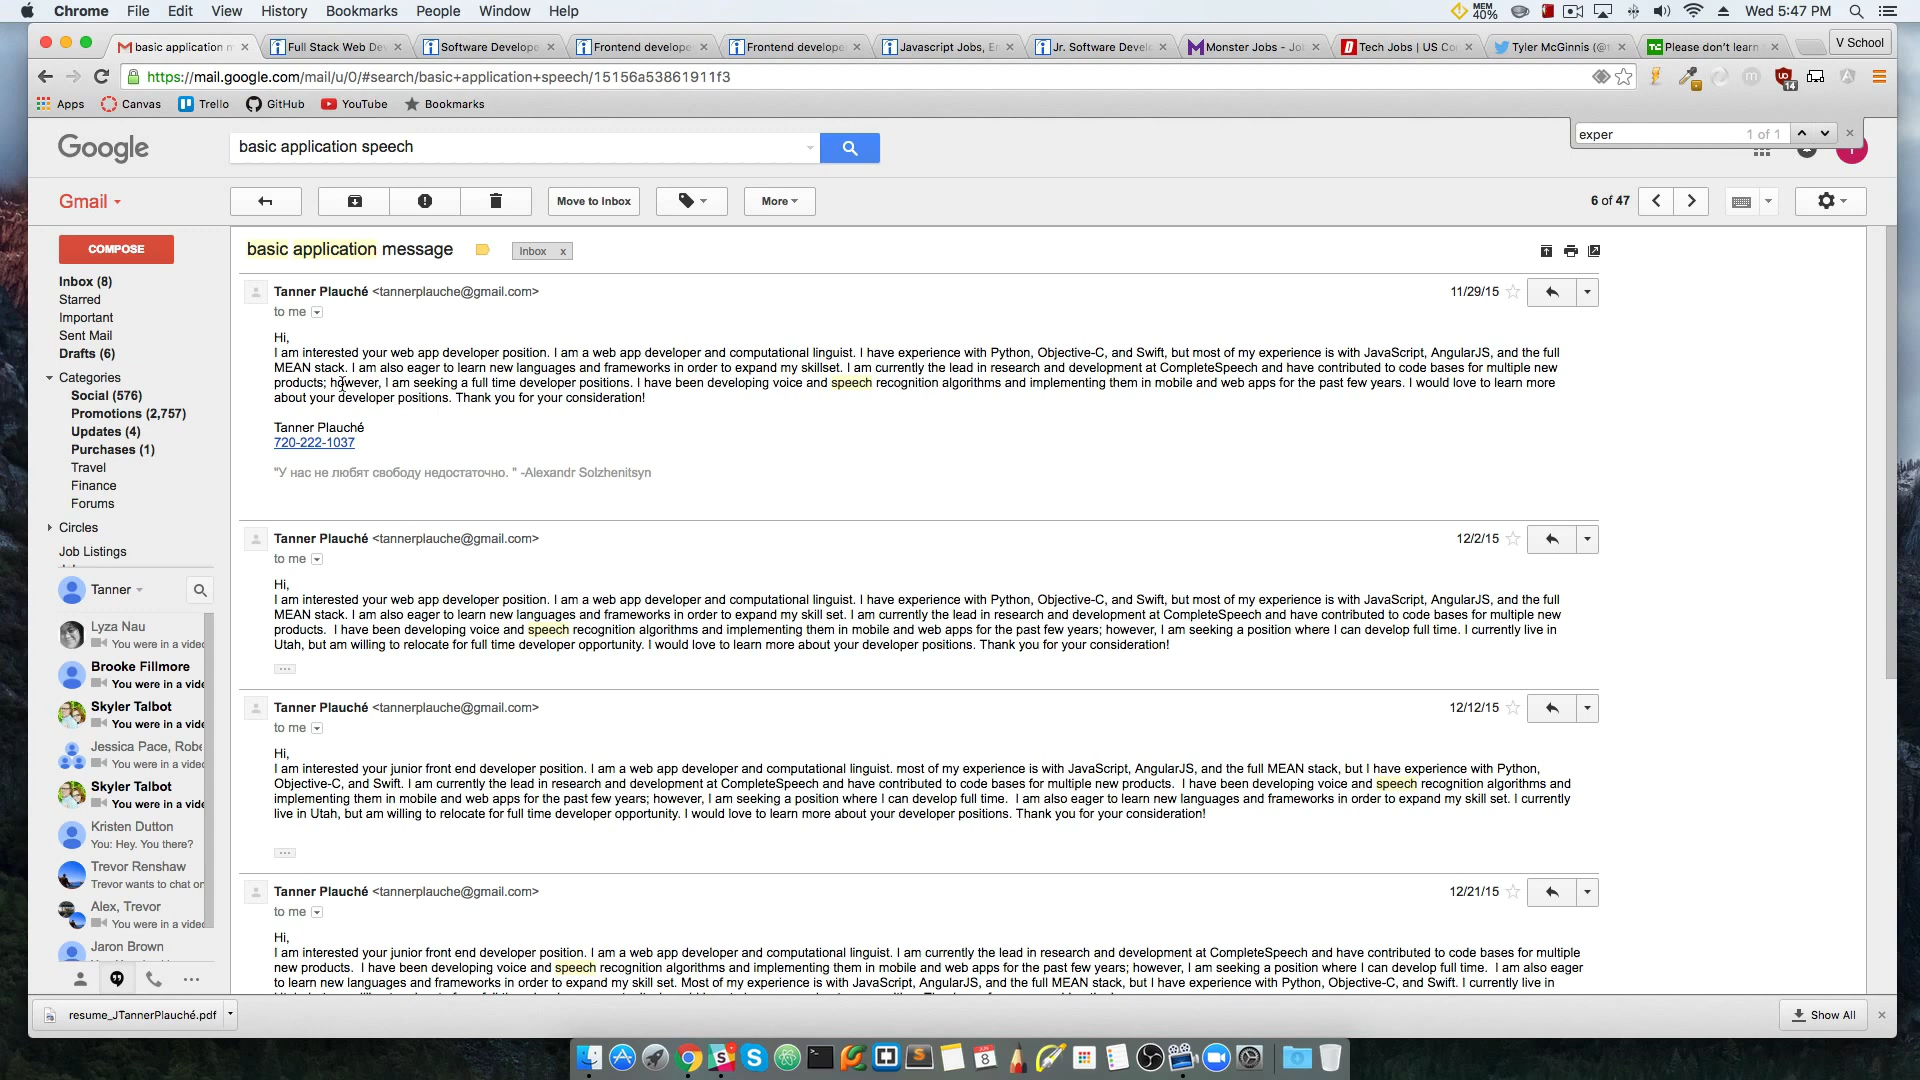 Chrome File Edit View History Bookmarks People Window Help MEM 40% Wed 5:47 PM
basic application m Full Stack Web De Software Develope Frontend develope Frontend develope Javascript Jobs, E Jr. Software Devel Monster Jobs - Jo Tech Jobs | US Co Tyler McGinnis (@ Please don't learn V School
https://mail.google.com/mail/u/0/#search/basic+application+speech/15156a53861911f3
Apps Canvas Trello GitHub YouTube Bookmarks
exper 1 of 1
Google basic application speech
Gmail Move to Inbox More 6 of 47
COMPOSE
Inbox (8)
Starred
Important
Sent Mail
Drafts (6)
Categories
Social (576)
Promotions (2,757)
Updates (4)
Purchases (1)
Travel
Finance
Forums
Circles
Job Listings
Tanner
Lyza Nau
You were in a video
Brooke Fillmore
You were in a vide
Skyler Talbot
You were in a vide
Jessica Pace, Robe
You were in a video
Skyler Talbot
You were in a vide
Kristen Dutton
You: Hey. You there?
Trevor Renshaw
Trevor wants to chat on
Alex, Trevor
You were in a video
Jaron Brown
basic application message Inbox x
Tanner Plauché <tannerplauche@gmail.com> 11/29/15
to me
Hi,
I am interested your web app developer position. I am a web app developer and computational linguist. I have experience with Python, Objective-C, and Swift, but most of my experience is with JavaScript, AngularJS, and the full
MEAN stack. I am also eager to learn new languages and frameworks in order to expand my skillset. I am currently the lead in research and development at CompleteSpeech and have contributed to code bases for multiple new
products; however, I am seeking a full time developer positions. I have been developing voice and speech recognition algorithms and implementing them in mobile and web apps for the past few years. I would love to learn more
about your developer positions. Thank you for your consideration!
Tanner Plauché
720-222-1037
"У нас не любят свободу недостаточно. " -Alexandr Solzhenitsyn
Tanner Plauché <tannerplauche@gmail.com> 12/2/15
to me
Hi,
I am interested your web app developer position. I am a web app developer and computational linguist. I have experience with Python, Objective-C, and Swift, but most of my experience is with JavaScript, AngularJS, and the full
MEAN stack. I am also eager to learn new languages and frameworks in order to expand my skill set. I am currently the lead in research and development at CompleteSpeech and have contributed to code bases for multiple new
products. I have been developing voice and speech recognition algorithms and implementing them in mobile and web apps for the past few years; however, I am seeking a position where I can develop full time. I currently live in
Utah, but am willing to relocate for full time developer opportunity. I would love to learn more about your developer positions. Thank you for your consideration!
Tanner Plauché <tannerplauche@gmail.com> 12/12/15
to me
Hi,
I am interested your junior front end developer position. I am a web app developer and computational linguist. most of my experience is with JavaScript, AngularJS, and the full MEAN stack, but I have experience with Python,
Objective-C, and Swift. I am currently the lead in research and development at CompleteSpeech and have contributed to code bases for multiple new products. I have been developing voice and speech recognition algorithms and
implementing them in mobile and web apps for the past few years; however, I am seeking a position where I can develop full time. I am also eager to learn new languages and frameworks in order to expand my skill set. I currently
live in Utah, but am willing to relocate for full time developer opportunity. I would love to learn more about your developer positions. Thank you for your consideration!
Tanner Plauché <tannerplauche@gmail.com> 12/21/15
to me
Hi,
I am interested your junior front end developer position. I am a web app developer and computational linguist. I am currently the lead in research and development at CompleteSpeech and have contributed to code bases for multiple
new products. I have been developing voice and speech recognition algorithms and implementing them in mobile and web apps for the past few years; however, I am seeking a position where I can develop full time. I am also eager
to learn new languages and frameworks in order to expand my skill set. Most of my experience is with JavaScript, AngularJS, and the full MEAN stack, but I have experience with Python, Objective-C, and Swift. I currently live in
resume_JTannerPlauché.pdf Show All